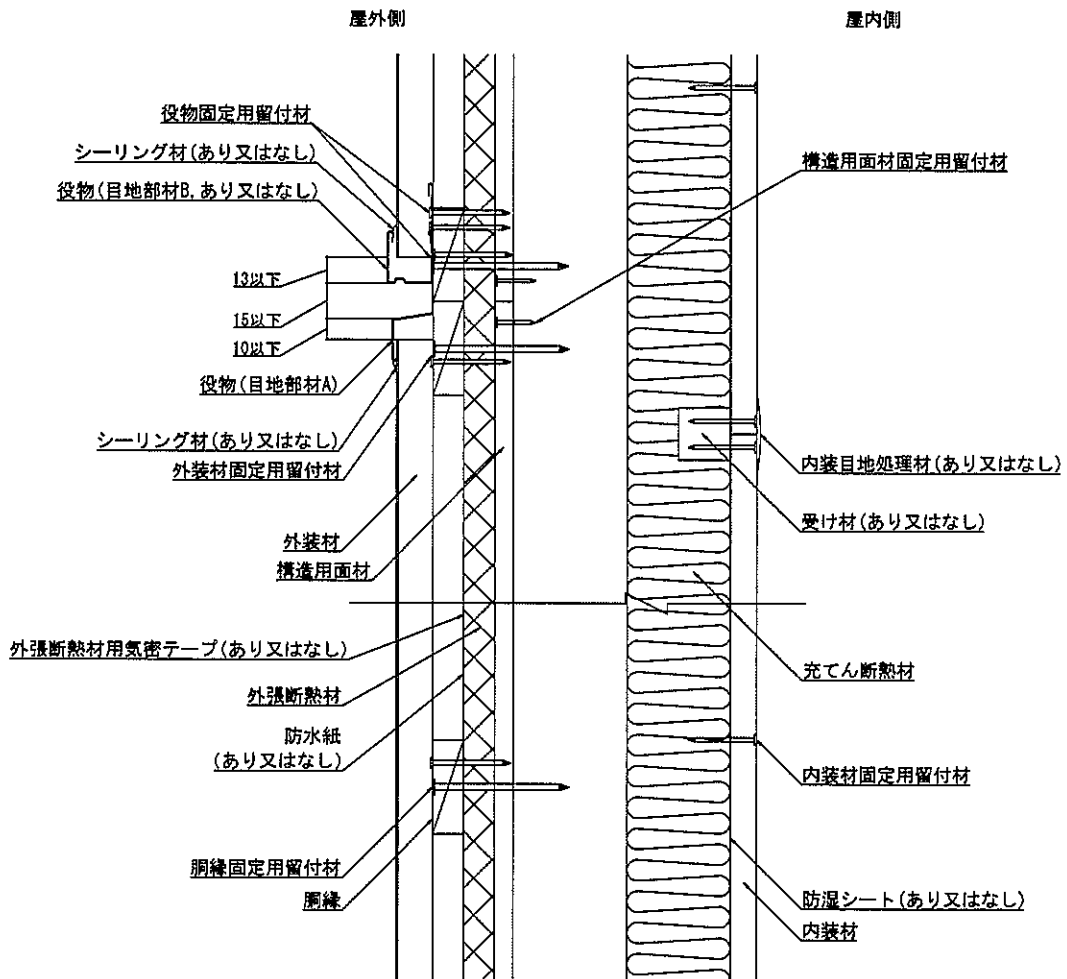 屋外側
屋内側
役物固定用留付材
シーリング材(あり又はなし)
役物(目地部材B,あり又はなし)
13以下
15以下
10以下
役物(目地部材A)
シーリング材(あり又はなし)
外装材固定用留付材
外装材
構造用面材
外張断熱材用気密テープ(あり又はなし)
外張断熱材
防水紙
(あり又はなし)
胴縁固定用留付材
胴縁
構造用面材固定用留付材
内装目地処理材(あり又はなし)
受け材(あり又はなし)
充てん断熱材
内装材固定用留付材
防湿シート(あり又はなし)
内装材